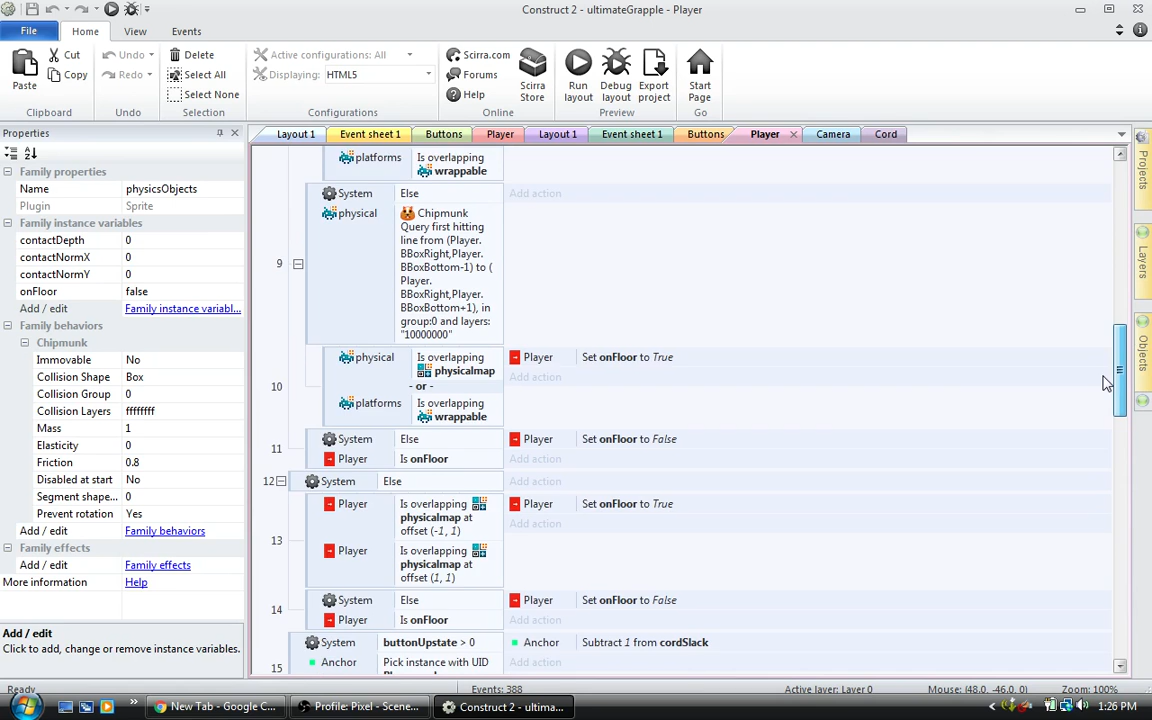 Construct 2 - ultimateGrapple - Player
File Home View Events
Paste
Cut
Copy
Clipboard
Undo
Redo
Undo
Delete
Select All
Select None
Selection
Active configurations: All
Displaying: HTML5
Configurations
Scirra.com
Forums
Help
Scirra Store
Online
Run layout
Debug layout
Export project
Preview
Start Page
Go
Properties
Layout 1 Event sheet 1 Buttons Player Layout 1 Event sheet 1 Buttons Player Camera Cord
Family properties
Name physicsObjects
Plugin Sprite
Family instance variables
contactDepth 0
contactNormX 0
contactNormY 0
onFloor false
Add / edit Family instance variabl...
Family behaviors
Chipmunk
Immovable No
Collision Shape Box
Collision Group 0
Collision Layers ffffffff
Mass 1
Elasticity 0
Friction 0.8
Disabled at start No
Segment shape... 0
Prevent rotation Yes
Add / edit Family behaviors
Family effects
Add / edit Family effects
More information Help
Add / edit
Click to add, change or remove instance variables.
platforms Is overlapping
wrappable
System Else Add action
9
physical Chipmunk
Query first hitting
line from (Player.
BBoxRight,Player.
BBoxBottom-1) to (
Player.
BBoxRight,Player.
BBoxBottom+1), in
group:0 and layers:
"10000000"
10
physical Is overlapping
physicalmap
- or -
platforms Is overlapping
wrappable
Player Set onFloor to True
Add action
11
System Else Player Set onFloor to False
Player Is onFloor Add action
12 System Else Add action
13
Player Is overlapping
physicalmap at
offset (-1, 1)
Player Set onFloor to True
Add action
Player Is overlapping
physicalmap at
offset (1, 1)
14
System Else Player Set onFloor to False
Player Is onFloor Add action
15
System buttonUpstate > 0 Anchor Subtract 1 from cordSlack
Anchor Pick instance with UID Add action
Projects
Layers
Objects
Ready Events: 388 Active layer: Layer 0 Mouse: (48.0, -46.0, 0) Zoom: 100%
New Tab - Google C... Profile: Pixel - Scene... Construct 2 - ultima... 1:26 PM